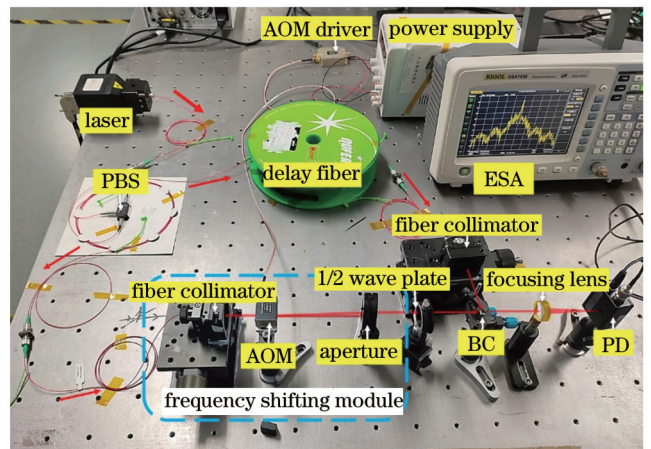 AOM driver
power supply
RIGOL
laser
delay fiber
ESA
PBS
fiber collimator
1/2 wave plate
focusing lens
fiber collimator
AOM
aperture
BC
PD
frequency shifting module